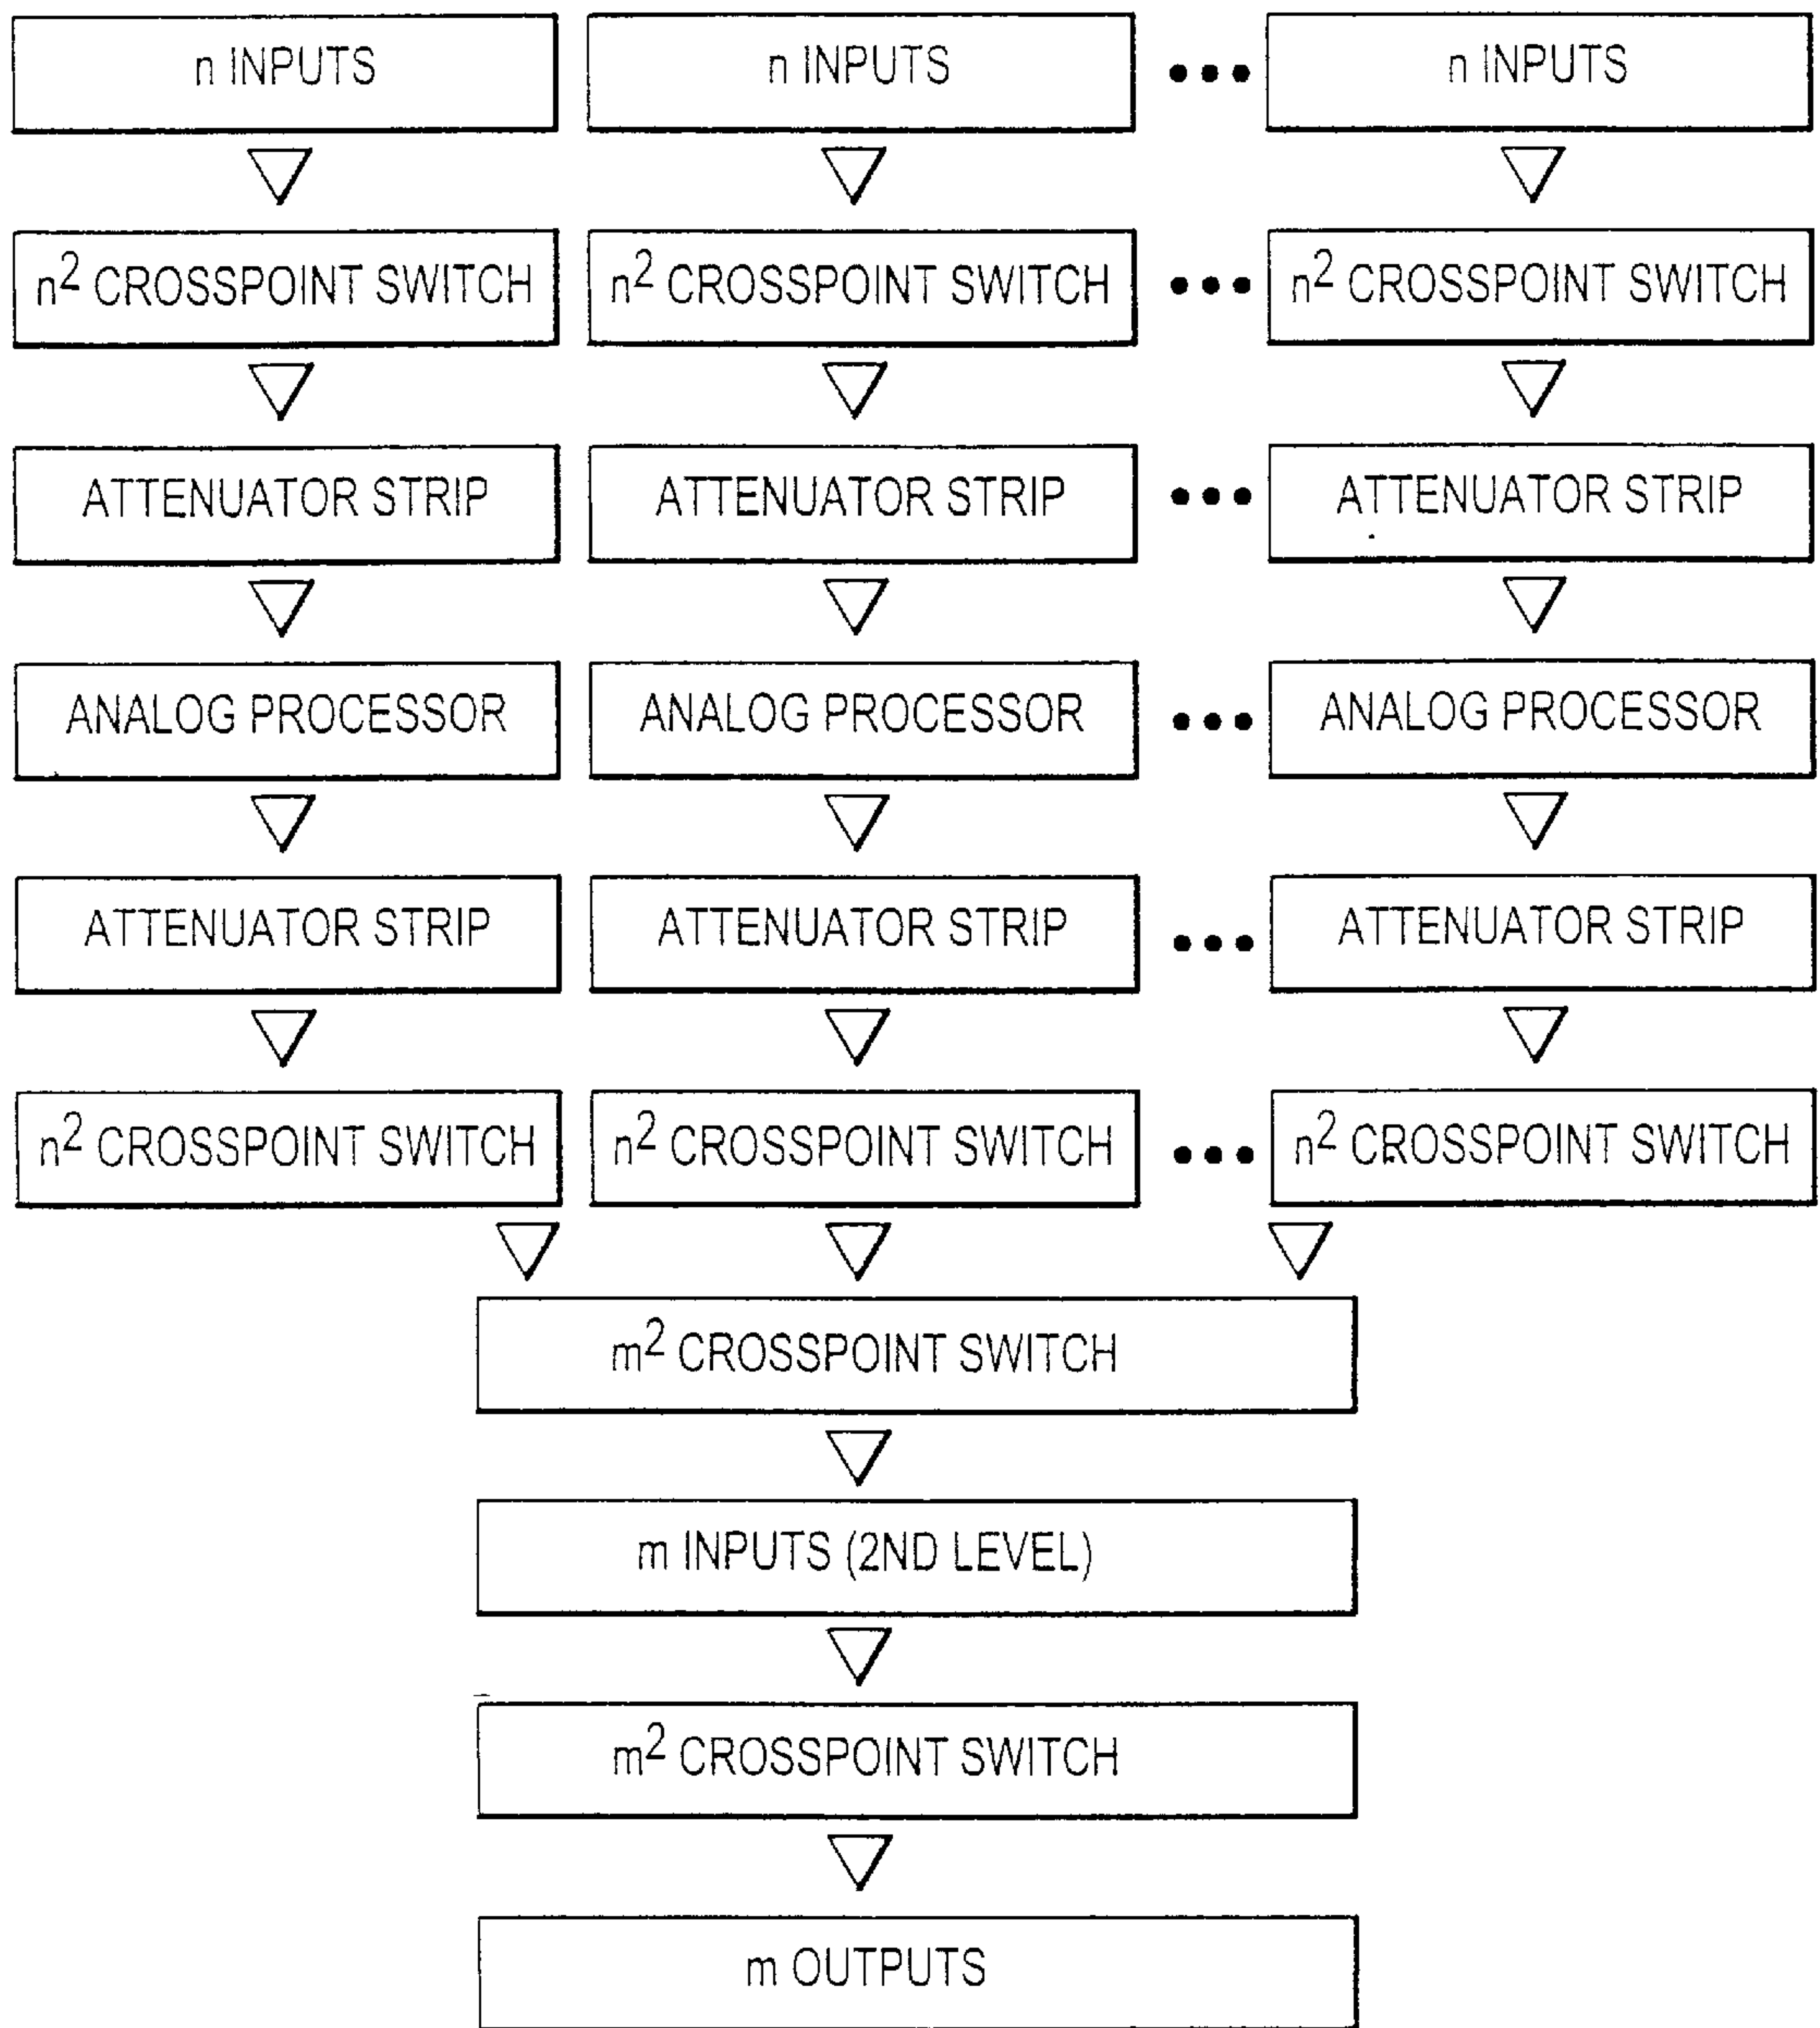 n INPUTS n INPUTS ••• n INPUTS
n² CROSSPOINT SWITCH n² CROSSPOINT SWITCH ••• n² CROSSPOINT SWITCH
ATTENUATOR STRIP ATTENUATOR STRIP ••• ATTENUATOR STRIP
ANALOG PROCESSOR ANALOG PROCESSOR ••• ANALOG PROCESSOR
ATTENUATOR STRIP ATTENUATOR STRIP ••• ATTENUATOR STRIP
n² CROSSPOINT SWITCH n² CROSSPOINT SWITCH ••• n² CROSSPOINT SWITCH
m² CROSSPOINT SWITCH
m INPUTS (2ND LEVEL)
m² CROSSPOINT SWITCH
m OUTPUTS